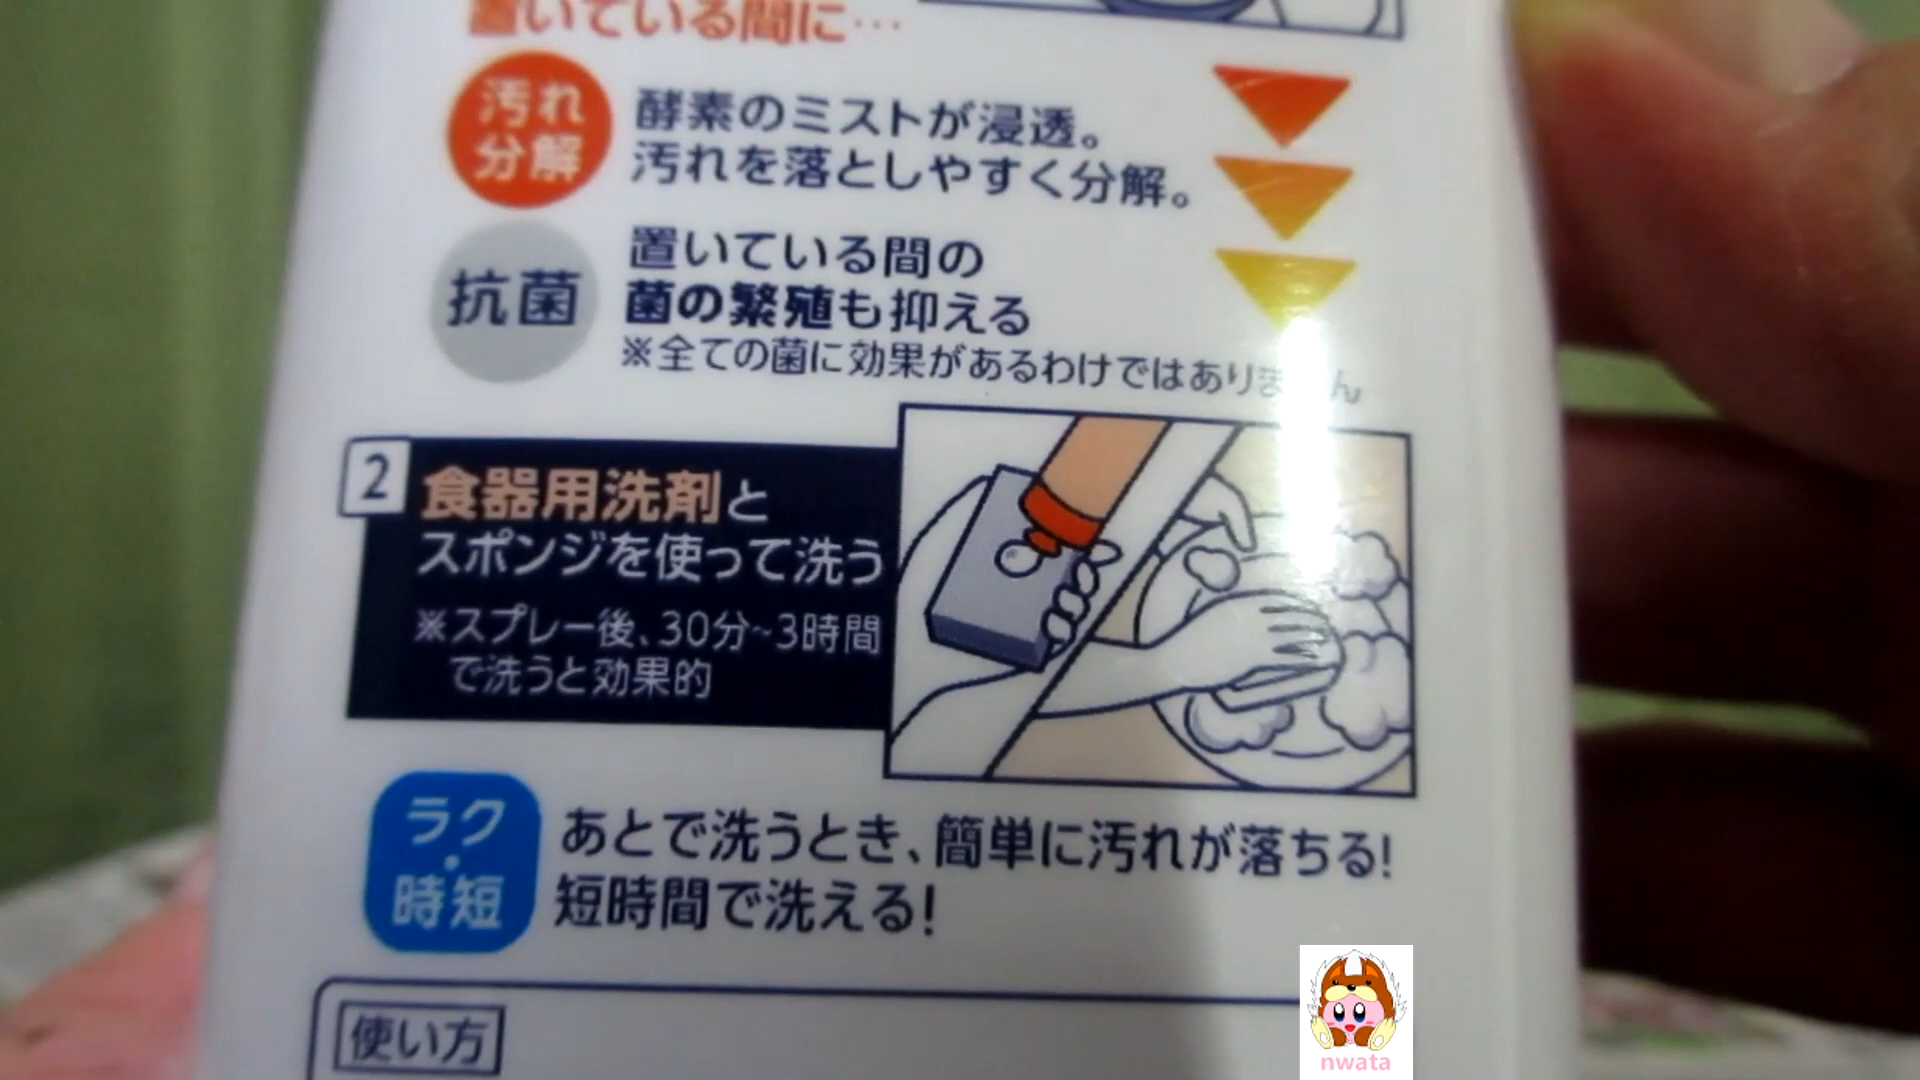 置いている間に…
汚れ
分解
酵素のミストが浸透。
汚れを落としやすく分解。
抗菌
置いている間の
菌の繁殖も抑える
※全ての菌に効果があるわけではありません
2
食器用洗剤と
スポンジを使って洗う
※スプレー後、30分~3時間
で洗うと効果的
ラク
・
時短
あとで洗うとき、簡単に汚れが落ちる!
短時間で洗える!
使い方
nwata